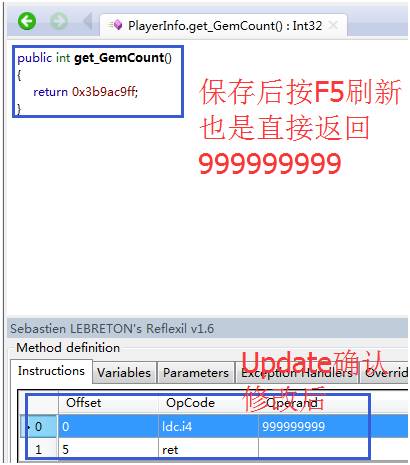 PlayerInfo.get_GemCount() : Int32
public int get_GemCount()
{
return 0x3b9ac9ff;
}
保存后按F5刷新
也是直接返回
999999999
Sebastien LEBRETON's Reflexil v1.6
Method definition
Update确认
修改后
Instructions Variables Parameters Exception Handlers Overrid
Offset OpCode Operand
0 0 ldc.i4 999999999
1 5 ret